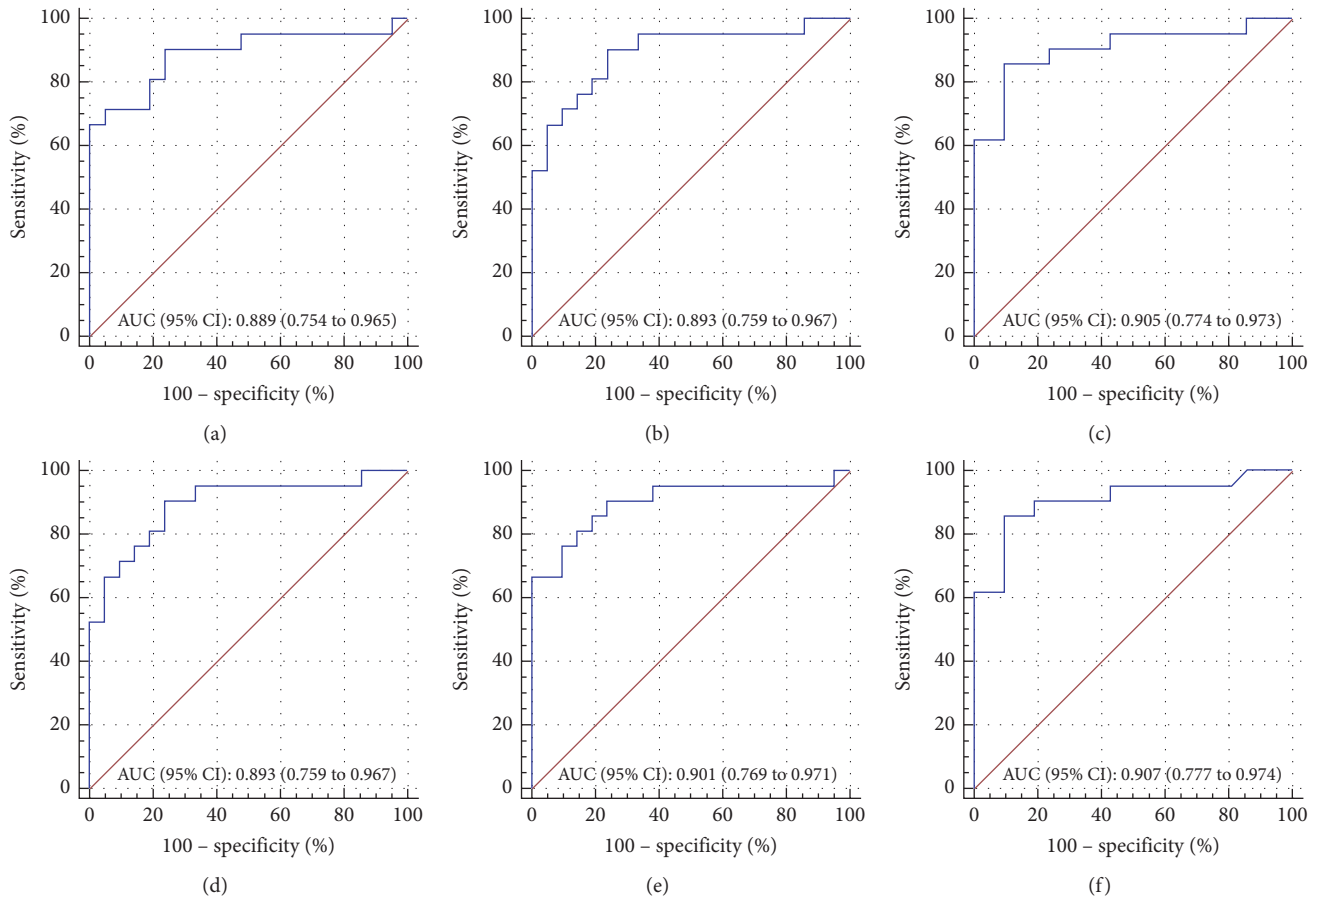 100
80
60
40
20
0
Sensitivity (%)
AUC (95% CI): 0.889 (0.754 to 0.965)
0 20 40 60 80 100
100 – specificity (%)
(a)
100
80
60
40
20
0
Sensitivity (%)
AUC (95% CI): 0.893 (0.759 to 0.967)
0 20 40 60 80 100
100 – specificity (%)
(b)
100
80
60
40
20
0
Sensitivity (%)
AUC (95% CI): 0.905 (0.774 to 0.973)
0 20 40 60 80 100
100 – specificity (%)
(c)
100
80
60
40
20
0
Sensitivity (%)
AUC (95% CI): 0.893 (0.759 to 0.967)
0 20 40 60 80 100
100 – specificity (%)
(d)
100
80
60
40
20
0
Sensitivity (%)
AUC (95% CI): 0.901 (0.769 to 0.971)
0 20 40 60 80 100
100 – specificity (%)
(e)
100
80
60
40
20
0
Sensitivity (%)
AUC (95% CI): 0.907 (0.777 to 0.974)
0 20 40 60 80 100
100 – specificity (%)
(f)